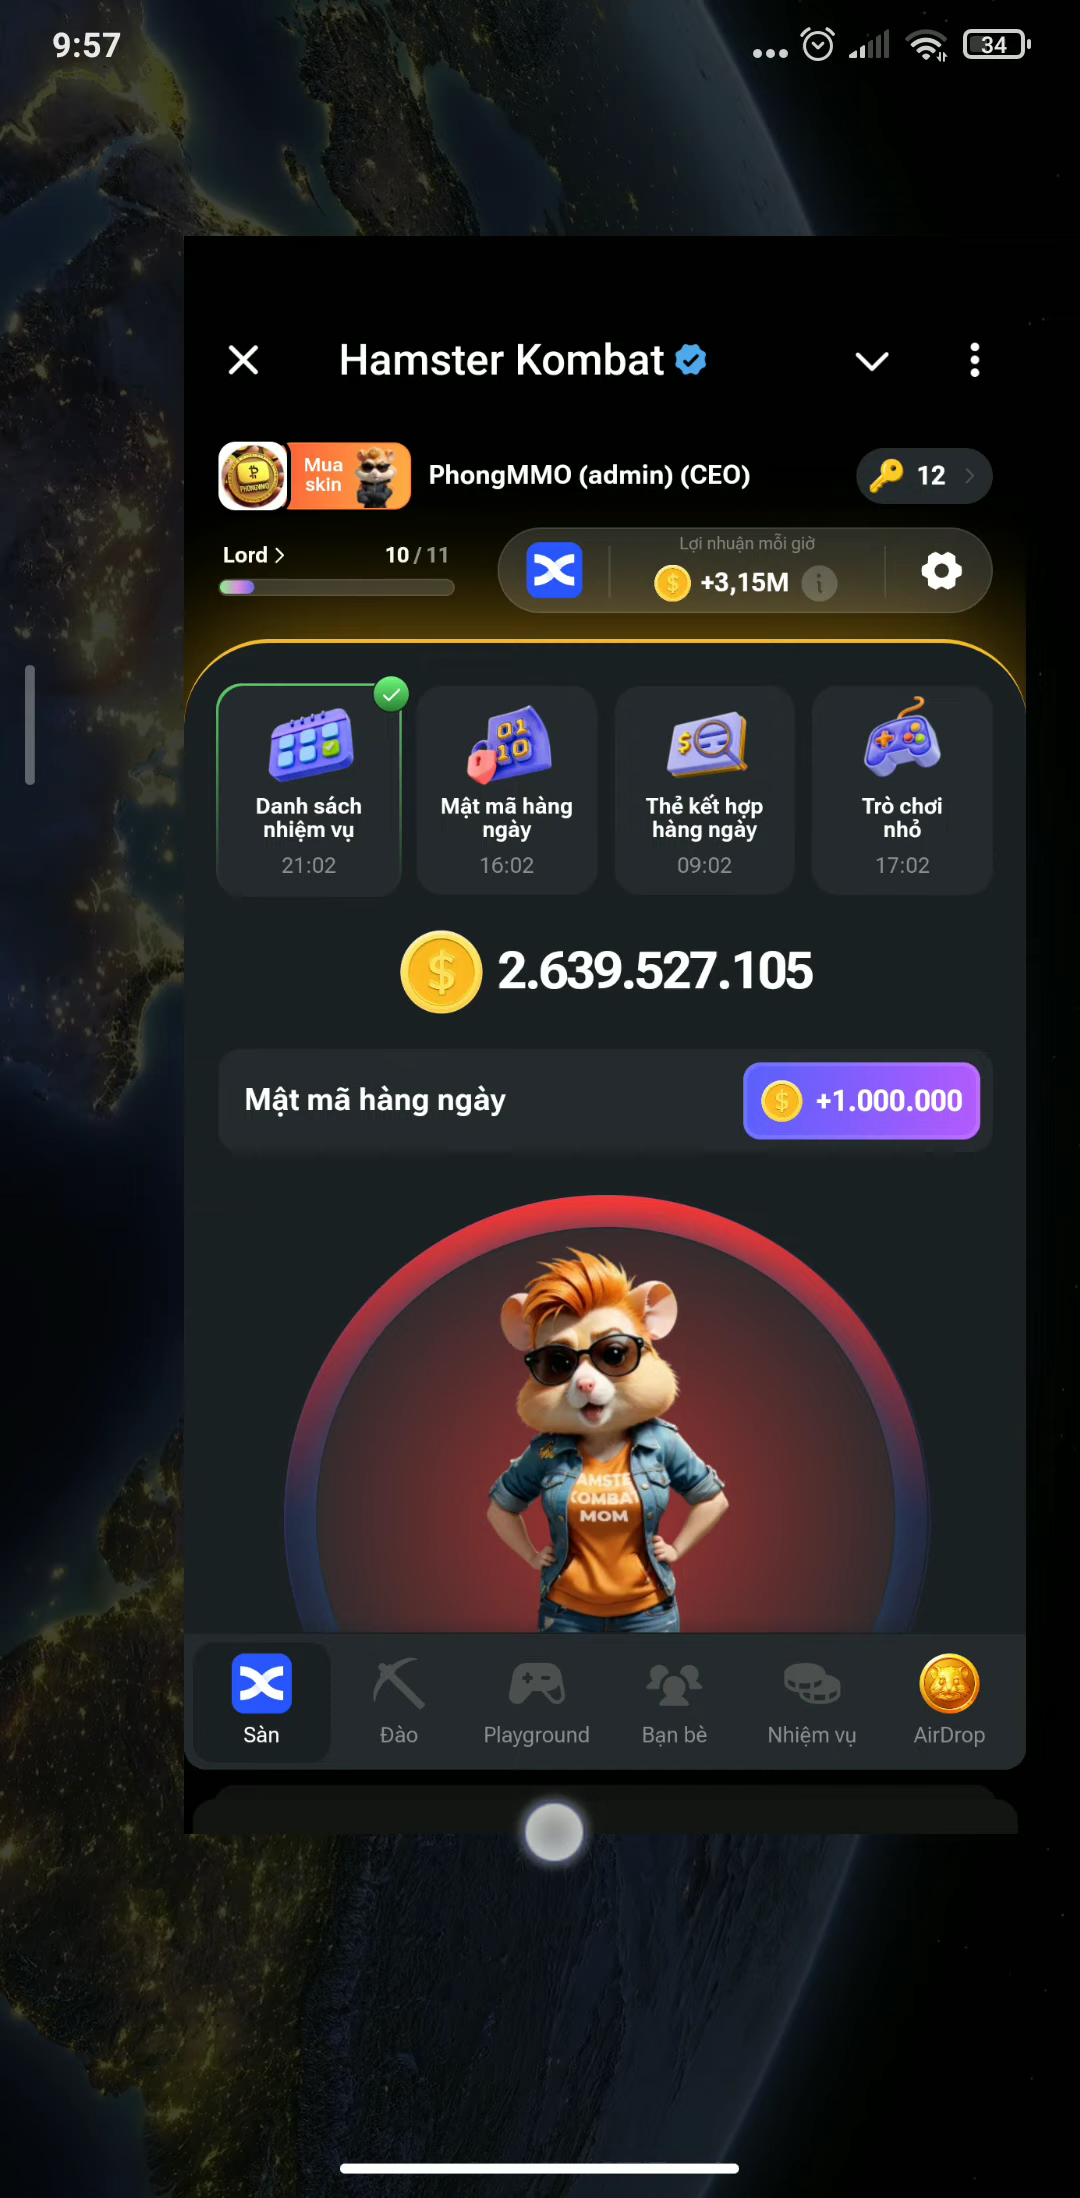 9:57
34
Hamster Kombat
Mua
skin
PhongMMO (admin) (CEO)
12
Lord
10/11
Lợi nhuận mỗi giờ
+3,15M
Danh sách
nhiệm vụ
21:02
Mật mã hàng
ngày
16:02
Thẻ kết hợp
hàng ngày
09:02
Trò chơi
nhỏ
17:02
2.639.527.105
Mật mã hàng ngày
+1.000.000
AMSTE
KOMBA
MOM
Sàn
Đào
Playground
Bạn bè
Nhiệm vụ
AirDrop